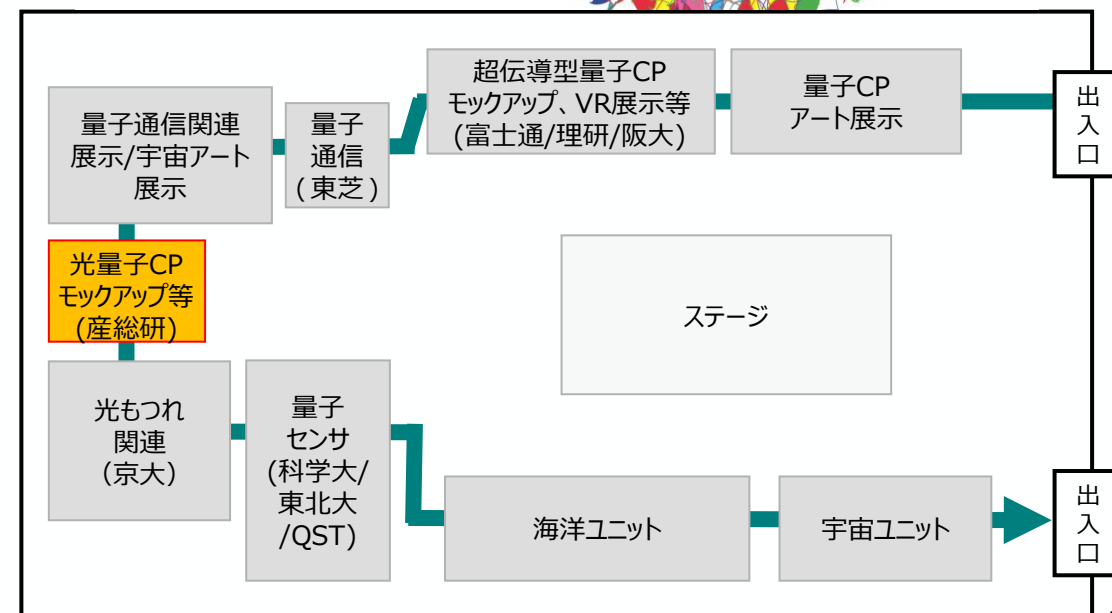 超伝導型量子CP
モックアップ、VR展示等
(富士通/理研/阪大)
量子CP
アート展示
出
入
口
量子通信関連
展示/宇宙アート
展示
量子
通信
(東芝)
光量子CP
モックアップ等
(産総研)
ステージ
光もつれ
関連
(京大)
量子
センサ
(科学大/
東北大
/QST)
海洋ユニット
宇宙ユニット
出
入
口